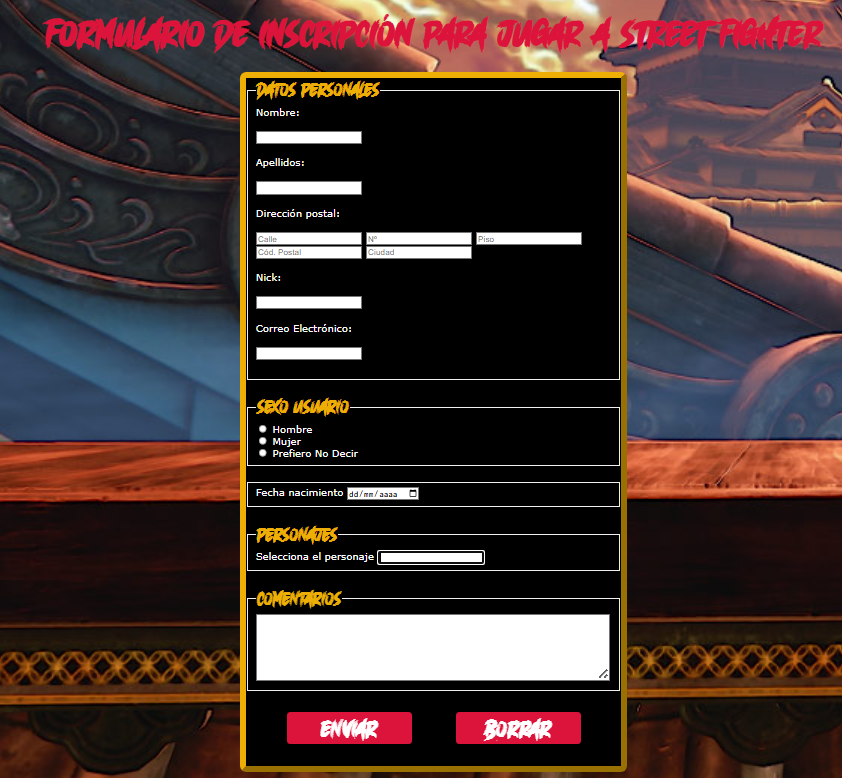 FORMULARIO DE INSCRIPCIÓN PARA JUGAR A STREET FIGHTER
DATOS PERSONALES
Nombre:
Apellidos:
Dirección postal:
Calle Nº Piso
Cód. Postal Ciudad
Nick:
Correo Electrónico:
SEXO USUARIO
Hombre
Mujer
Prefiero No Decir
Fecha nacimiento dd/mm/aaaa
PERSONAJES
Selecciona el personaje
COMENTARIOS
ENVIAR BORRAR